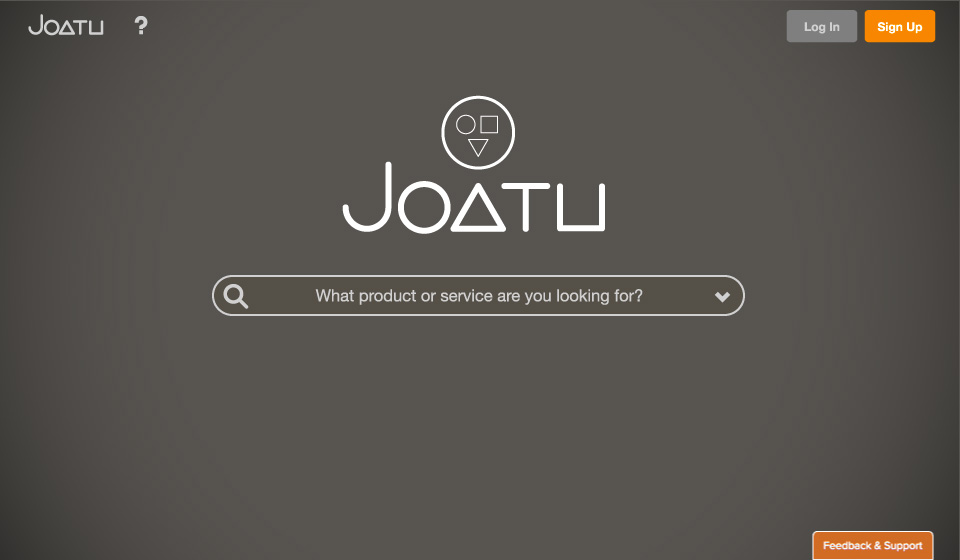 JOATU ?
Log In
Sign Up
JOATU
What product or service are you looking for?
Feedback & Support